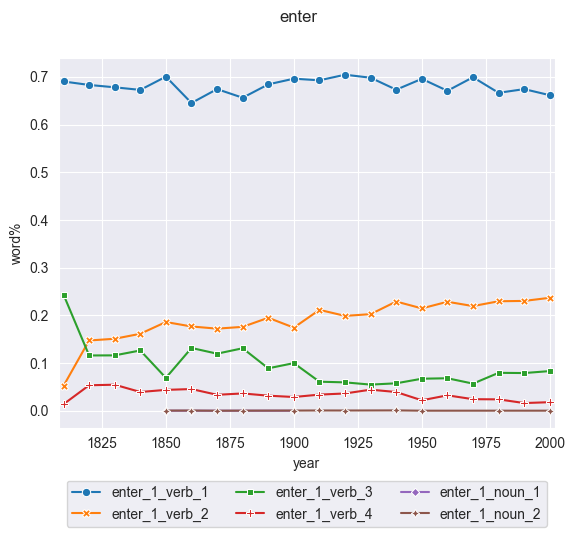 enter
0.7
0.6
0.5
0.4
0.3
0.2
0.1
0.0
word%
1825 1850 1875 1900 1925 1950 1975 2000
year
enter_1_verb_1 enter_1_verb_3 enter_1_noun_1
enter_1_verb_2 enter_1_verb_4 enter_1_noun_2